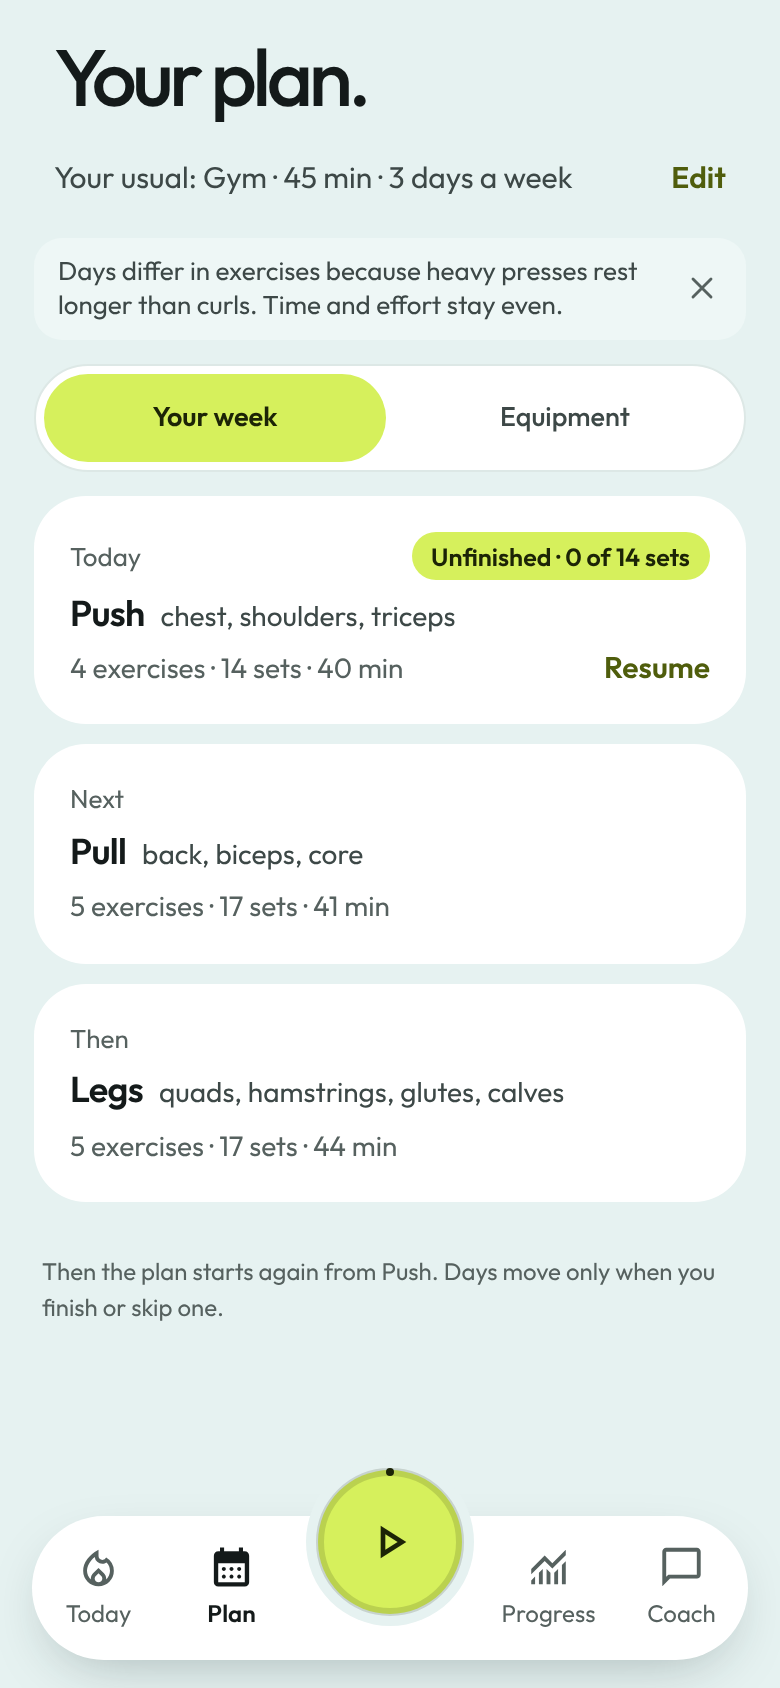 Your plan.
Your usual: Gym · 45 min · 3 days a week
Edit
Days differ in exercises because heavy presses rest
longer than curls. Time and effort stay even.
Your week
Equipment
Today
Unfinished · 0 of 14 sets
Push chest, shoulders, triceps
4 exercises · 14 sets · 40 min
Resume
Next
Pull back, biceps, core
5 exercises · 17 sets · 41 min
Then
Legs quads, hamstrings, glutes, calves
5 exercises · 17 sets · 44 min
Then the plan starts again from Push. Days move only when you
finish or skip one.
Today
Plan
Progress
Coach